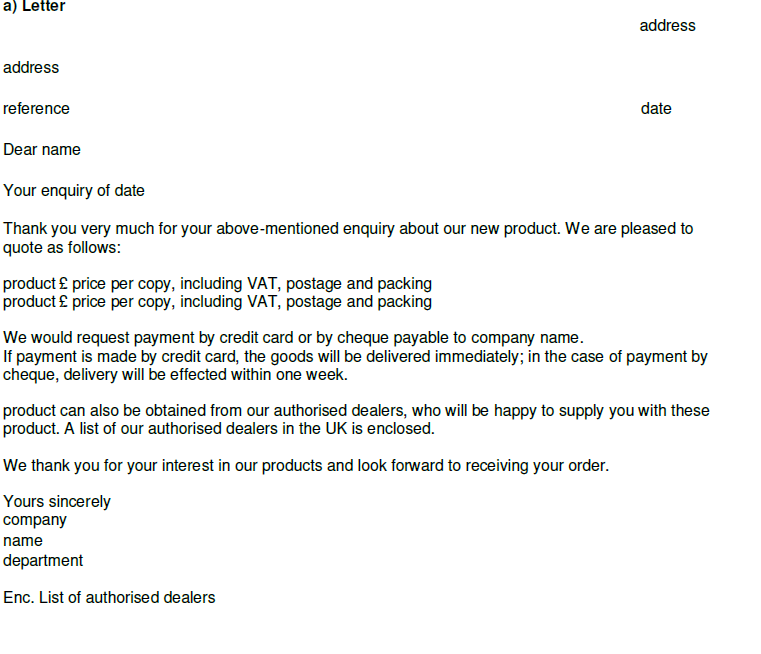 a) Letter
address
address
reference date
Dear name
Your enquiry of date
Thank you very much for your above-mentioned enquiry about our new product. We are pleased to
quote as follows:
product £ price per copy, including VAT, postage and packing
product £ price per copy, including VAT, postage and packing
We would request payment by credit card or by cheque payable to company name.
If payment is made by credit card, the goods will be delivered immediately; in the case of payment by
cheque, delivery will be effected within one week.
product can also be obtained from our authorised dealers, who will be happy to supply you with these
product. A list of our authorised dealers in the UK is enclosed.
We thank you for your interest in our products and look forward to receiving your order.
Yours sincerely
company
name
department
Enc. List of authorised dealers